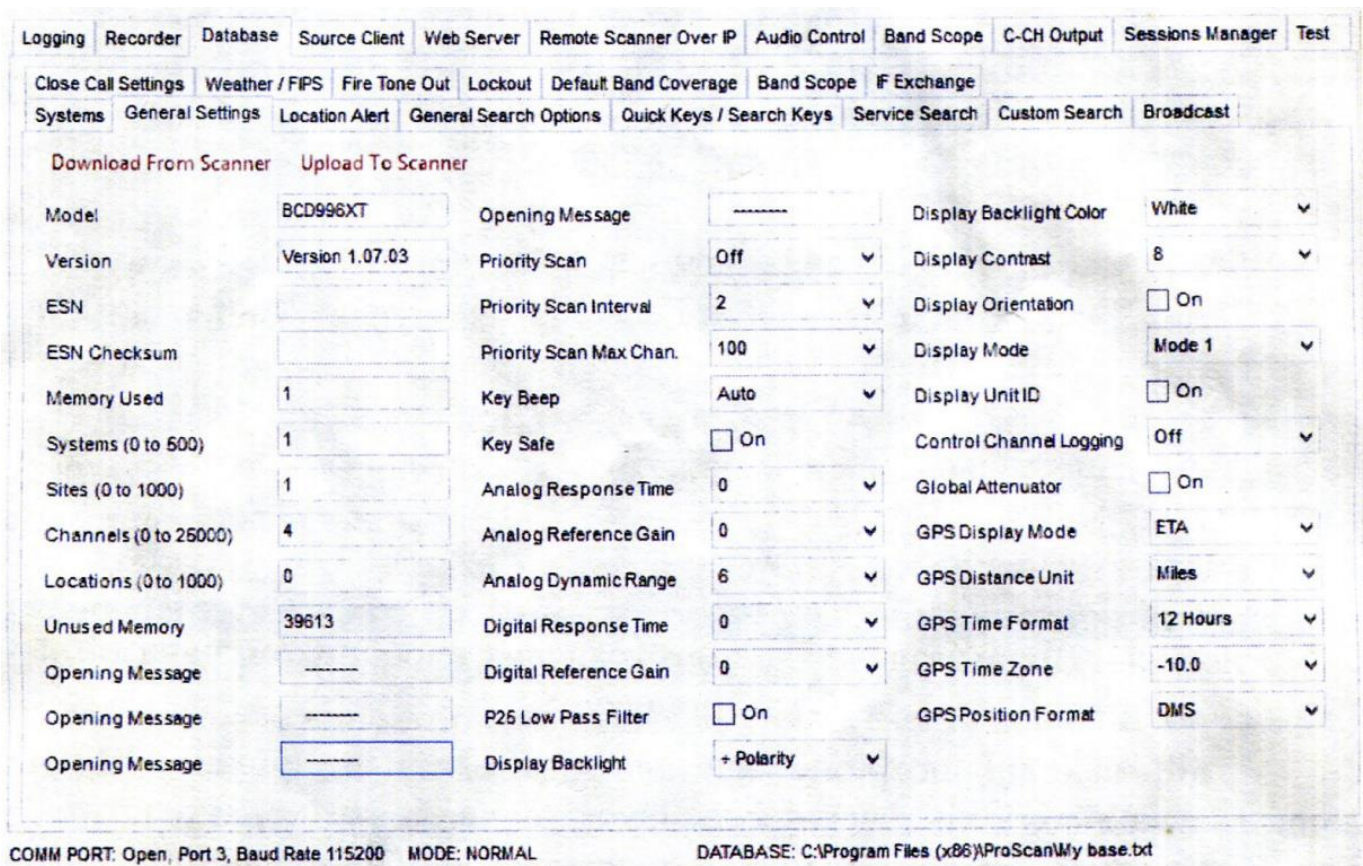 Logging Recorder Database Source Client Web Server Remote Scanner Over IP Audio Control Band Scope C-CH Output Sessions Manager Test
Close Call Settings Weather / FIPS Fire Tone Out Lockout Default Band Coverage Band Scope IF Exchange
Systems General Settings Location Alert General Search Options Quick Keys / Search Keys Service Search Custom Search Broadcast
Download From Scanner Upload To Scanner
Model BCD996XT Opening Message -------- Display Backlight Color White
Version Version 1.07.03 Priority Scan Off Display Contrast 8
ESN Priority Scan Interval 2 Display Orientation On
ESN Checksum Priority Scan Max Chan. 100 Display Mode Mode 1
Memory Used 1 Key Beep Auto Display Unit ID On
Systems (0 to 500) 1 Key Safe On Control Channel Logging Off
Sites (0 to 1000) 1 Analog Response Time 0 Global Attenuator On
Channels (0 to 25000) 4 Analog Reference Gain 0 GPS Display Mode ETA
Locations (0 to 1000) 0 Analog Dynamic Range 6 GPS Distance Unit Miles
Unused Memory 39613 Digital Response Time 0 GPS Time Format 12 Hours
Opening Message -------- Digital Reference Gain 0 GPS Time Zone -10.0
Opening Message -------- P25 Low Pass Filter On GPS Position Format DMS
Opening Message -------- Display Backlight + Polarity
COMM PORT: Open, Port 3, Baud Rate 115200 MODE: NORMAL DATABASE: C:\Program Files (x86)\ProScan\My base.txt